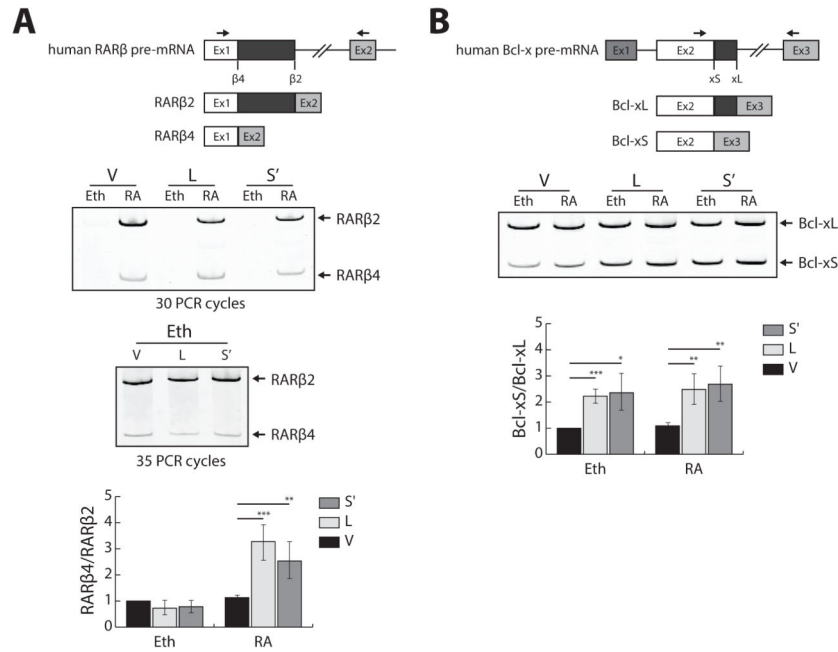 A
human RARβ pre-mRNA Ex1 Ex2
β4 β2
RARβ2 Ex1 Ex2
RARβ4 Ex1 Ex2
V L S'
Eth RA Eth RA Eth RA
RARβ2
RARβ4
30 PCR cycles
Eth
V L S'
RARβ2
RARβ4
35 PCR cycles
RARβ4/RARβ2
5
4
3
2
1
0
** 
***
S'
L
V
Eth RA
B
human Bcl-x pre-mRNA Ex1 Ex2 Ex3
xS xL
Bcl-xL Ex2 Ex3
Bcl-xS Ex2 Ex3
V L S'
Eth RA Eth RA Eth RA
Bcl-xL
Bcl-xS
Bcl-xS/Bcl-xL
5
4
3
2
1
0
* **
*** **
S'
L
V
Eth RA